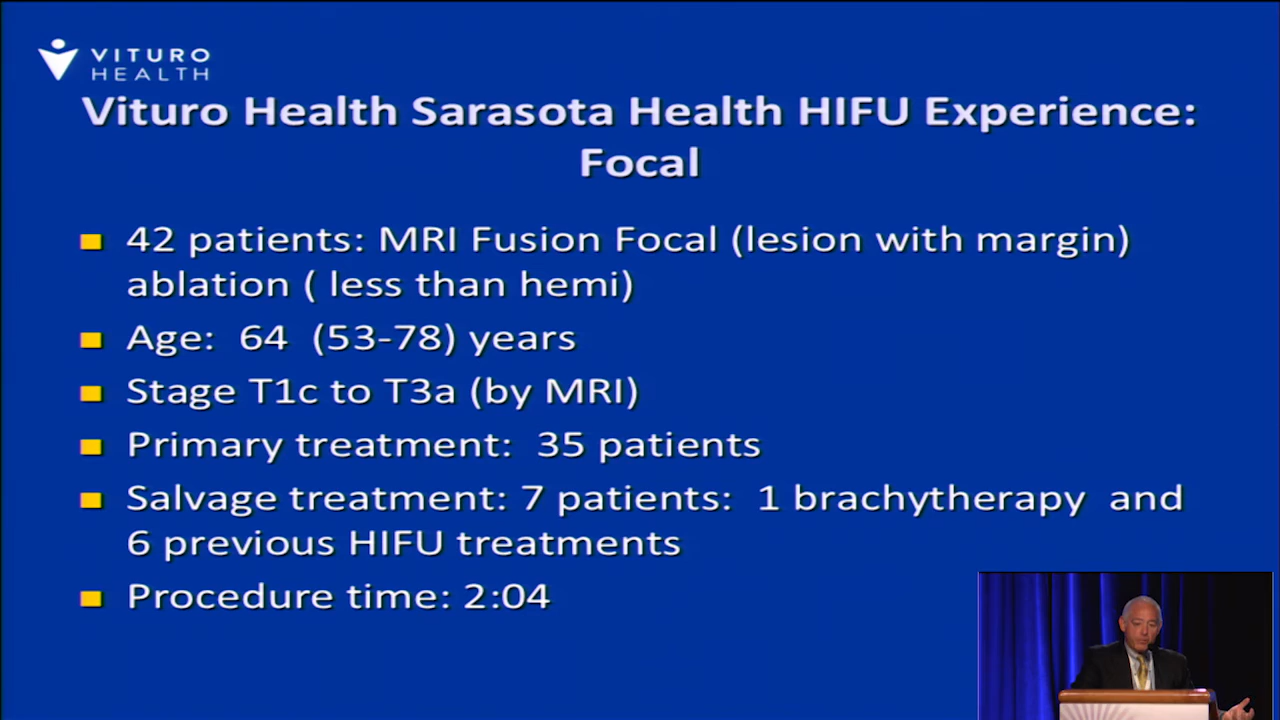 VITURO
HEALTH
Vituro Health Sarasota Health HIFU Experience:
Focal
42 patients: MRI Fusion Focal (lesion with margin)
ablation ( less than hemi)
Age: 64 (53-78) years
Stage T1c to T3a (by MRI)
Primary treatment: 35 patients
Salvage treatment: 7 patients: 1 brachytherapy and
6 previous HIFU treatments
Procedure time: 2:04